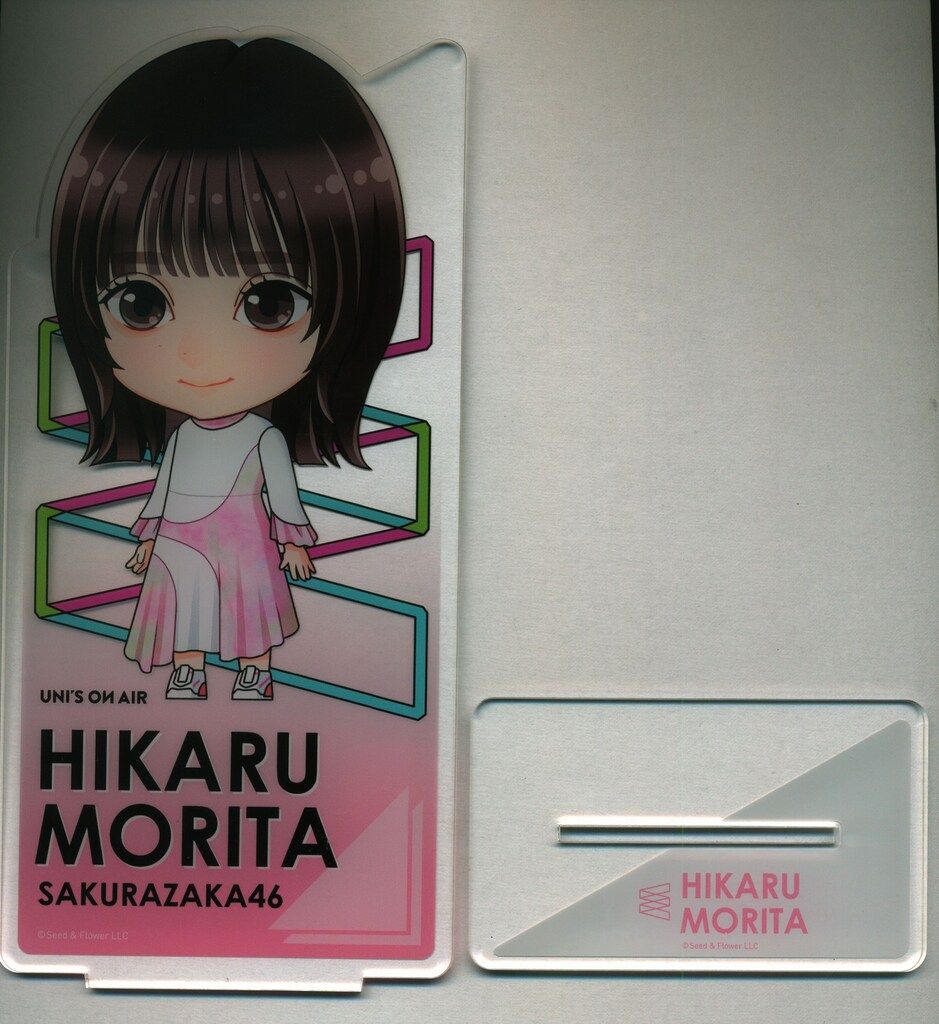 UNI'S ON AIR
HIKARU
MORITA
SAKURAZAKA46
©Seed & Flower LLC
HIKARU
MORITA
©Seed & Flower LLC